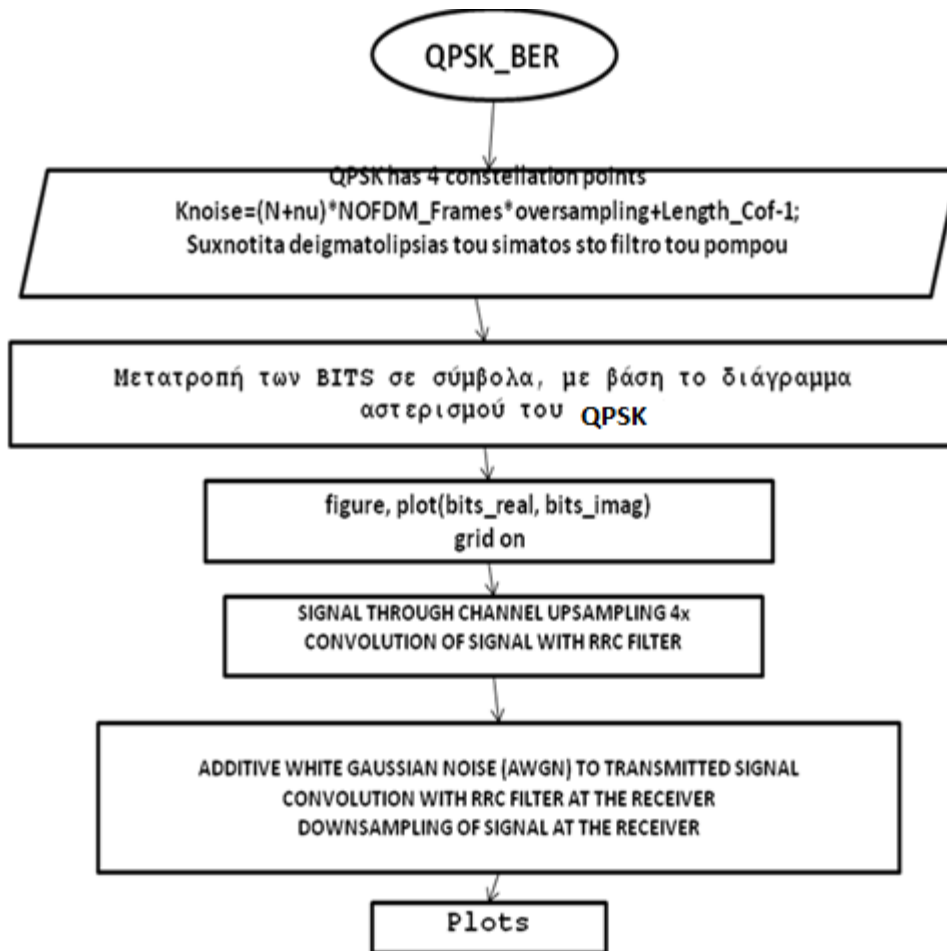 QPSK_BER
QPSK has 4 constellation points
Knoise=(N+nu)*NOFDM_Frames*oversampling+Length_Cof-1;
Suxnotita deigmatolipsias tou simatos sto filtro tou pompou
Μετατροπή των BITS σε σύμβολα, με βάση το διάγραμμα
αστερισμού του QPSK
figure, plot(bits_real, bits_imag)
grid on
SIGNAL THROUGH CHANNEL UPSAMPLING 4x
CONVOLUTION OF SIGNAL WITH RRC FILTER
ADDITIVE WHITE GAUSSIAN NOISE (AWGN) TO TRANSMITTED SIGNAL
CONVOLUTION WITH RRC FILTER AT THE RECEIVER
DOWNSAMPLING OF SIGNAL AT THE RECEIVER
Plots